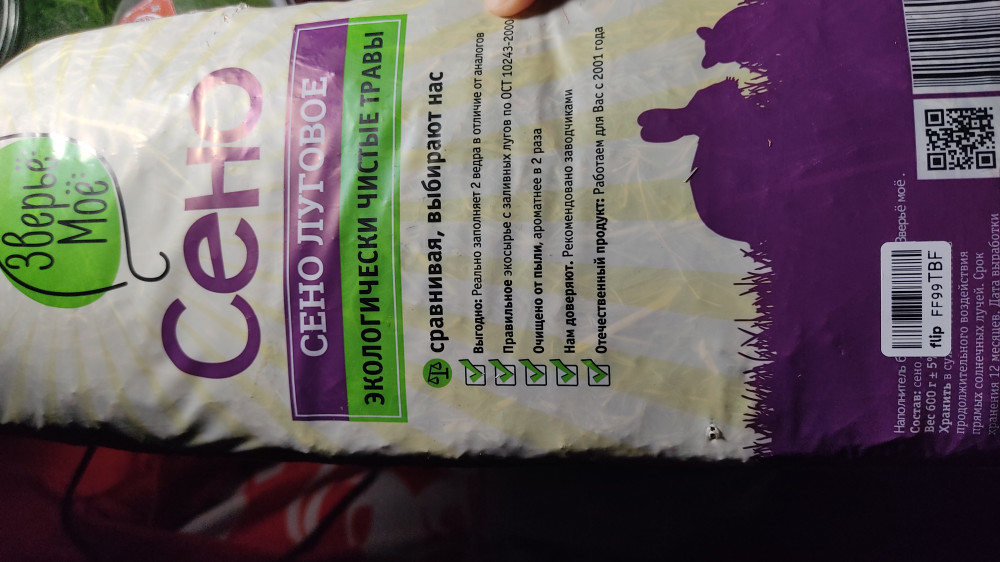 Зверьё
Моё
Сено
СЕНО ЛУГОВОЕ
ЭКОЛОГИЧЕСКИ ЧИСТЫЕ ТРАВЫ
сравнивая, выбирают нас
Выгодно: Реально заполняет 2 ведра в отличие от аналогов
Правильное экосырье с заливных лугов по ОСТ 10243-2000
Очищено от пыли, ароматнее в 2 раза
Нам доверяют. Рекомендовано заводчиками
Отечественный продукт: Работаем для Вас с 2001 года
flip FF99TBF
Наполнитель Зверьё моё.
Состав: сено
Вес 600 г ± 5%
Хранить в
продолжительного воздействия
прямых солнечных лучей. Срок
хранения 12 месяцев. Дата выработки